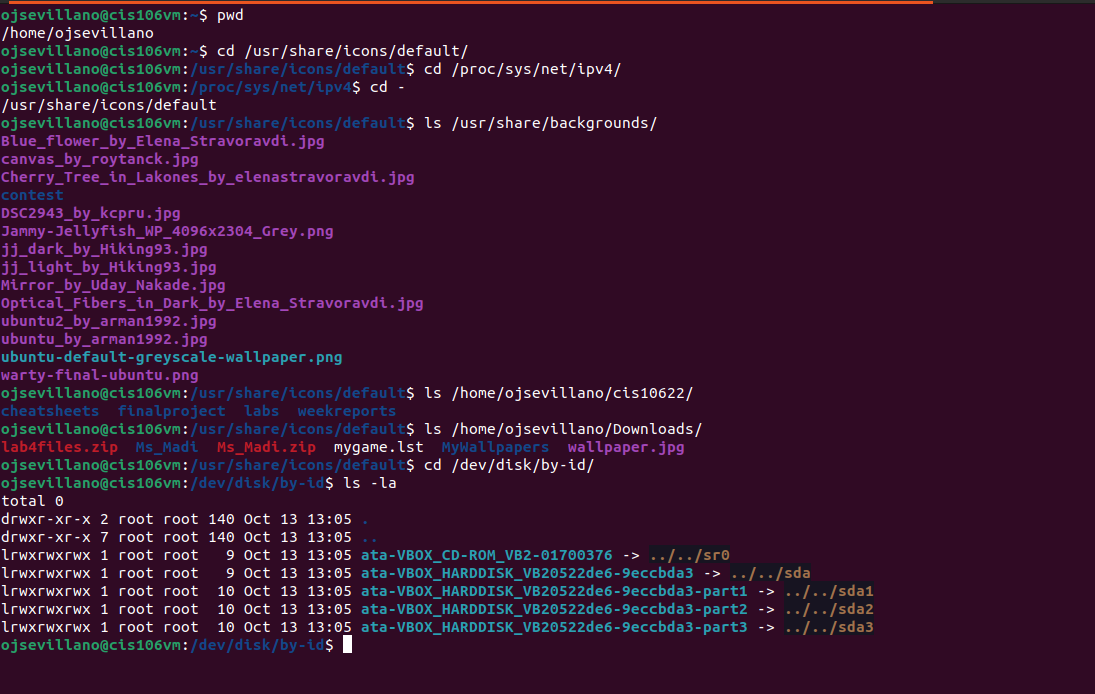 ojsevillano@cis106vm:~$ pwd
/home/ojsevillano
ojsevillano@cis106vm:~$ cd /usr/share/icons/default/
ojsevillano@cis106vm:/usr/share/icons/default$ cd /proc/sys/net/ipv4/
ojsevillano@cis106vm:/proc/sys/net/ipv4$ cd -
/usr/share/icons/default
ojsevillano@cis106vm:/usr/share/icons/default$ ls /usr/share/backgrounds/
Blue_flower_by_Elena_Stravoravdi.jpg
canvas_by_roytanck.jpg
Cherry_Tree_in_Lakones_by_elenastravoravdi.jpg
contest
DSC2943_by_kcpru.jpg
Jammy-Jellyfish_WP_4096x2304_Grey.png
jj_dark_by_Hiking93.jpg
jj_light_by_Hiking93.jpg
Mirror_by_Uday_Nakade.jpg
Optical_Fibers_in_Dark_by_Elena_Stravoravdi.jpg
ubuntu2_by_arman1992.jpg
ubuntu_by_arman1992.jpg
ubuntu-default-greyscale-wallpaper.png
warty-final-ubuntu.png
ojsevillano@cis106vm:/usr/share/icons/default$ ls /home/ojsevillano/cis10622/
cheatsheets  finalproject  labs  weekreports
ojsevillano@cis106vm:/usr/share/icons/default$ ls /home/ojsevillano/Downloads/
lab4files.zip  Ms_Madi  Ms_Madi.zip  mygame.lst  MyWallpapers  wallpaper.jpg
ojsevillano@cis106vm:/usr/share/icons/default$ cd /dev/disk/by-id/
ojsevillano@cis106vm:/dev/disk/by-id$ ls -la
total 0
drwxr-xr-x 2 root root 140 Oct 13 13:05 .
drwxr-xr-x 7 root root 140 Oct 13 13:05 ..
lrwxrwxrwx 1 root root   9 Oct 13 13:05 ata-VBOX_CD-ROM_VB2-01700376 -> ../../sr0
lrwxrwxrwx 1 root root   9 Oct 13 13:05 ata-VBOX_HARDDISK_VB20522de6-9eccbda3 -> ../../sda
lrwxrwxrwx 1 root root  10 Oct 13 13:05 ata-VBOX_HARDDISK_VB20522de6-9eccbda3-part1 -> ../../sda1
lrwxrwxrwx 1 root root  10 Oct 13 13:05 ata-VBOX_HARDDISK_VB20522de6-9eccbda3-part2 -> ../../sda2
lrwxrwxrwx 1 root root  10 Oct 13 13:05 ata-VBOX_HARDDISK_VB20522de6-9eccbda3-part3 -> ../../sda3
ojsevillano@cis106vm:/dev/disk/by-id$